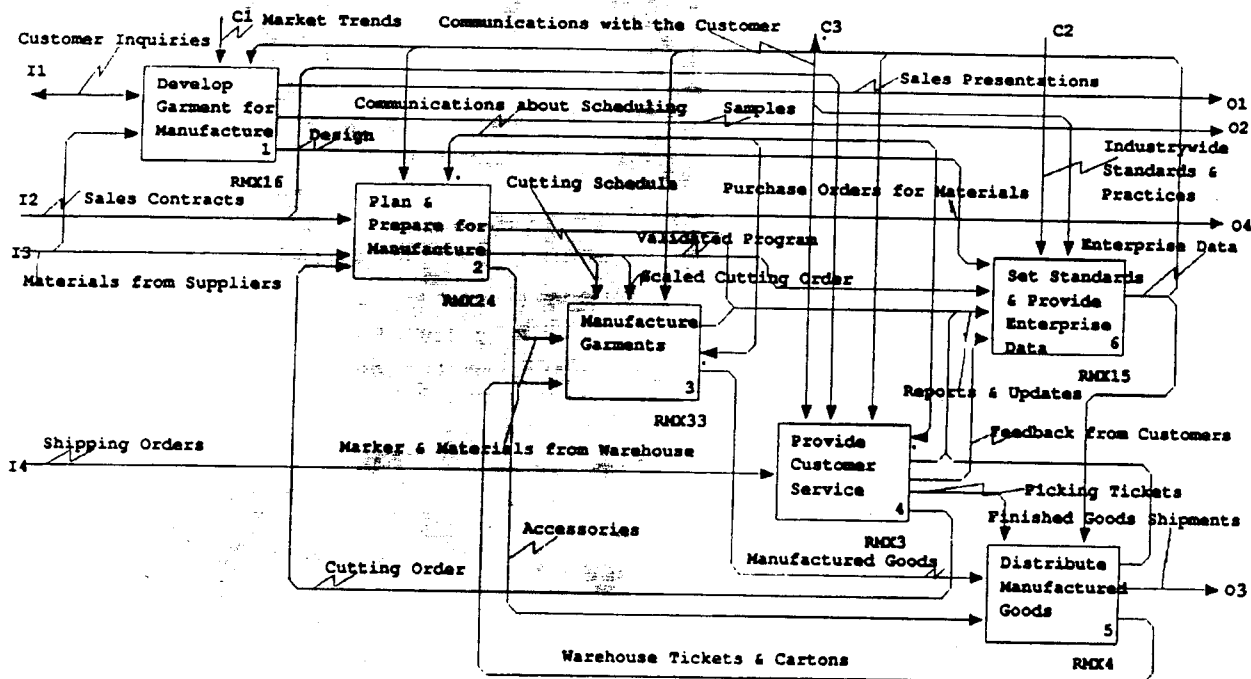 C1 Market Trends
Communications with the Customer
C3
C2
Customer Inquiries
I1
Develop
Garment for
Manufacture
1
RMX16
Sales Presentations
O1
Communications about Scheduling
Samples
O2
Design
Industrywide
Standards &
Practices
Cutting Schedule
Purchase Orders for Materials
I2
Sales Contracts
Plan &
Prepare for
Manufacture
2
RMX24
O4
Validated Program
Enterprise Data
I3
Materials from Suppliers
Scaled Cutting Order
Set Standards
& Provide
Enterprise
Data
6
RMX15
Manufacture
Garments
3
RMX33
Reports & Updates
Shipping Orders
I4
Marker & Materials from Warehouse
Provide
Customer
Service
4
RMX3
Feedback from Customers
Picking Tickets
Finished Goods Shipments
Accessories
Manufactured Goods
Cutting Order
Distribute
Manufactured
Goods
5
RMX4
O3
Warehouse Tickets & Cartons